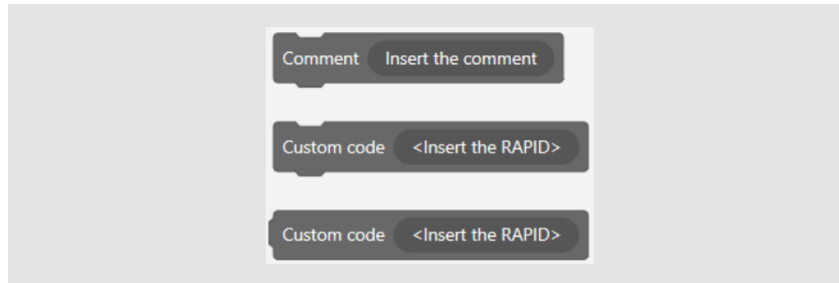 Comment Insert the comment
Custom code <Insert the RAPID>
Custom code <Insert the RAPID>